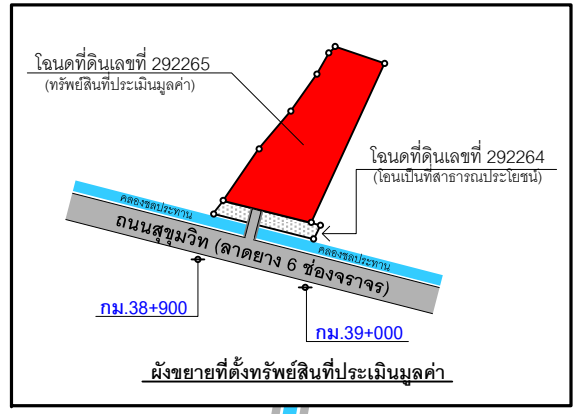 โฉนดที่ดินเลขที่ 292265
(ทรัพย์สินที่ประเมินมูลค่า)
โฉนดที่ดินเลขที่ 292264
(โอนเป็นที่สาธารณประโยชน์)
คลองชลประทาน
ถนนสุขุมวิท (ลาดยาง 6 ช่องจราจร)
คลองชลประทาน
กม.38+900
กม.39+000
ผังขยายที่ตั้งทรัพย์สินที่ประเมินมูลค่า